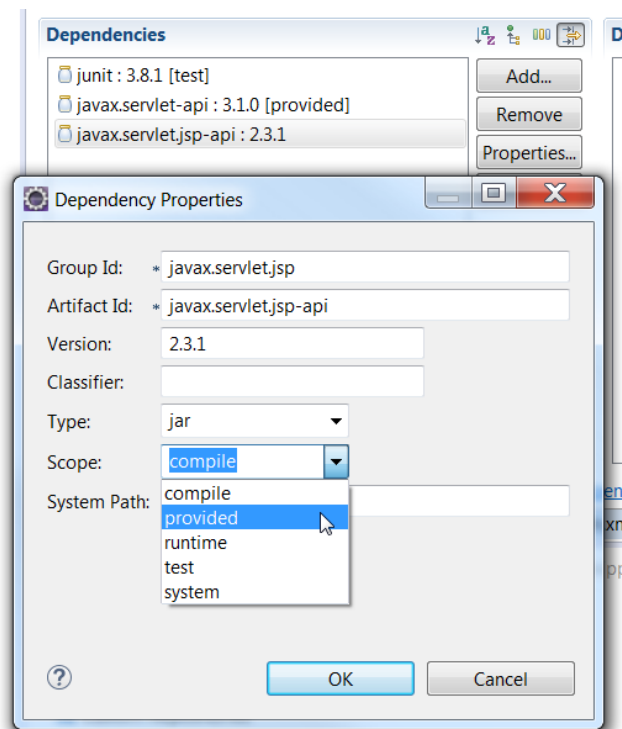 Dependencies
D
junit : 3.8.1 [test]
Add...
javax.servlet-api : 3.1.0 [provided]
Remove
javax.servlet.jsp-api : 2.3.1
Properties...
Dependency Properties
Group Id: * javax.servlet.jsp
Artifact Id: * javax.servlet.jsp-api
Version: 2.3.1
Classifier:
Type: jar
Scope: compile
System Path:
compile
provided
runtime
test
system
OK
Cancel